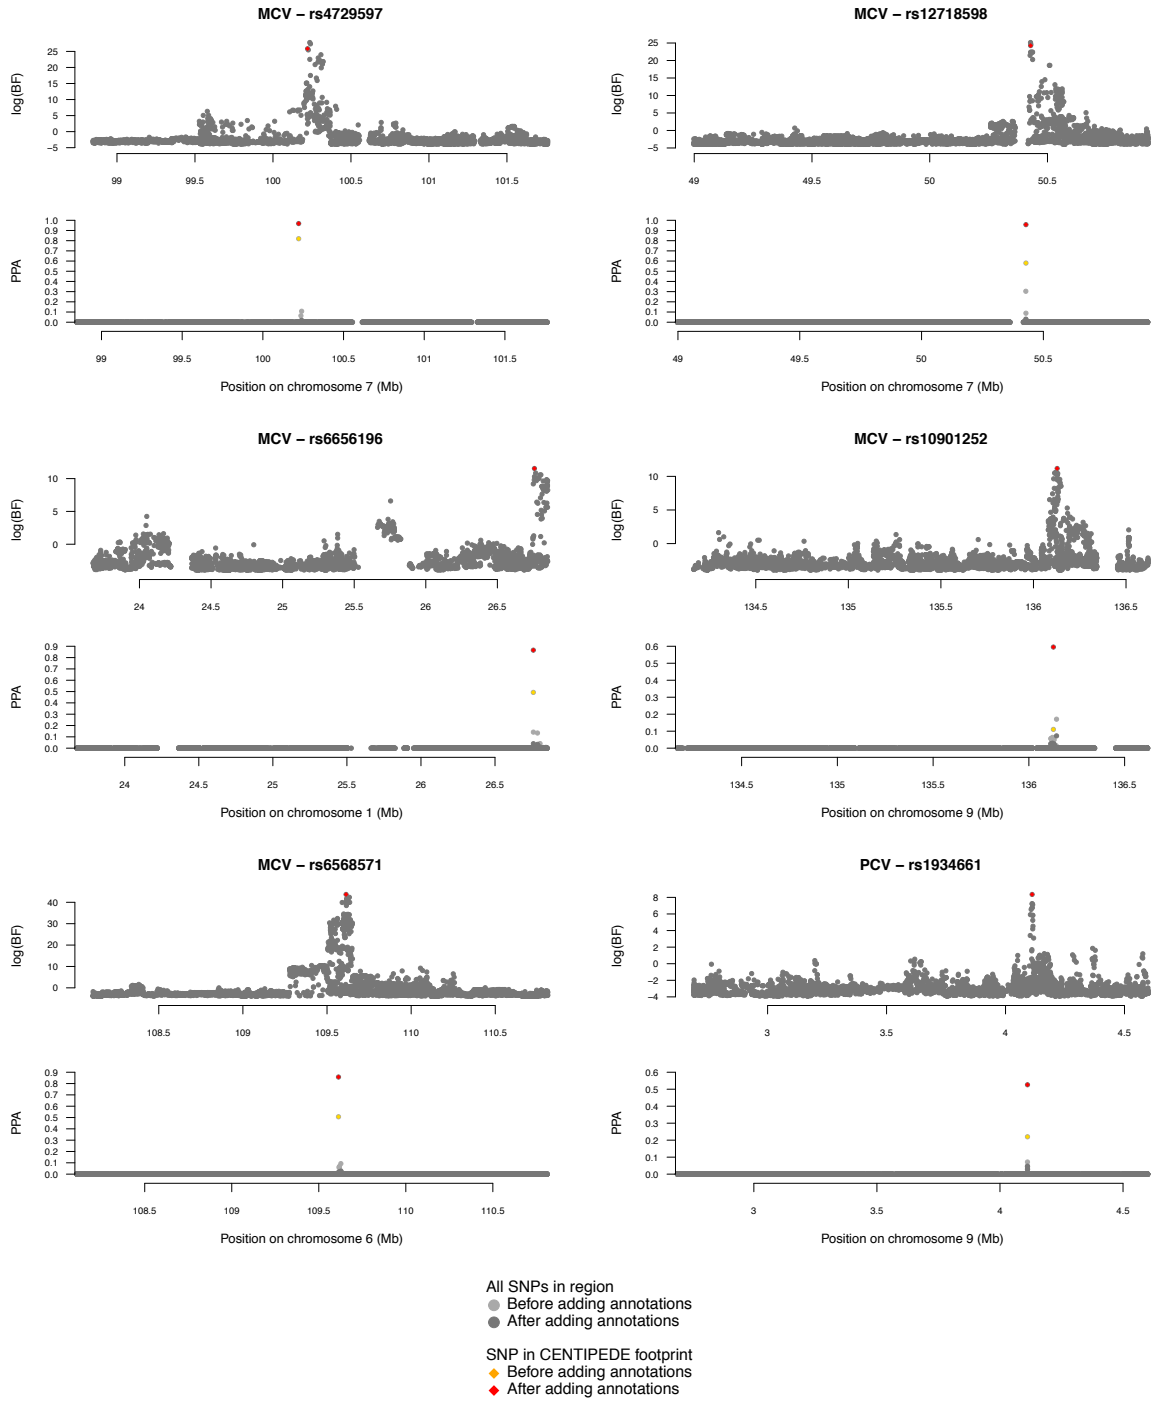 MCV – rs4729597
log(BF)
25
20
15
10
5
0
−5
99 99.5 100 100.5 101 101.5
PPA
1.0
0.9
0.8
0.7
0.6
0.5
0.4
0.3
0.2
0.1
0.0
99 99.5 100 100.5 101 101.5
Position on chromosome 7 (Mb)
MCV – rs12718598
log(BF)
25
20
15
10
5
0
−5
49 49.5 50 50.5
PPA
1.0
0.9
0.8
0.7
0.6
0.5
0.4
0.3
0.2
0.1
0.0
49 49.5 50 50.5
Position on chromosome 7 (Mb)
MCV – rs6656196
log(BF)
10
5
0
24 24.5 25 25.5 26 26.5
PPA
0.9
0.8
0.7
0.6
0.5
0.4
0.3
0.2
0.1
0.0
24 24.5 25 25.5 26 26.5
Position on chromosome 1 (Mb)
MCV – rs10901252
log(BF)
10
5
0
134.5 135 135.5 136 136.5
PPA
0.6
0.5
0.4
0.3
0.2
0.1
0.0
134.5 135 135.5 136 136.5
Position on chromosome 9 (Mb)
MCV – rs6568571
log(BF)
40
30
20
10
0
108.5 109 109.5 110 110.5
PPA
0.9
0.8
0.7
0.6
0.5
0.4
0.3
0.2
0.1
0.0
108.5 109 109.5 110 110.5
Position on chromosome 6 (Mb)
PCV – rs1934661
log(BF)
8
6
4
2
0
−2
−4
3 3.5 4 4.5
PPA
0.6
0.5
0.4
0.3
0.2
0.1
0.0
3 3.5 4 4.5
Position on chromosome 9 (Mb)
All SNPs in region
Before adding annotations
After adding annotations
SNP in CENTIPEDE footprint
Before adding annotations
After adding annotations